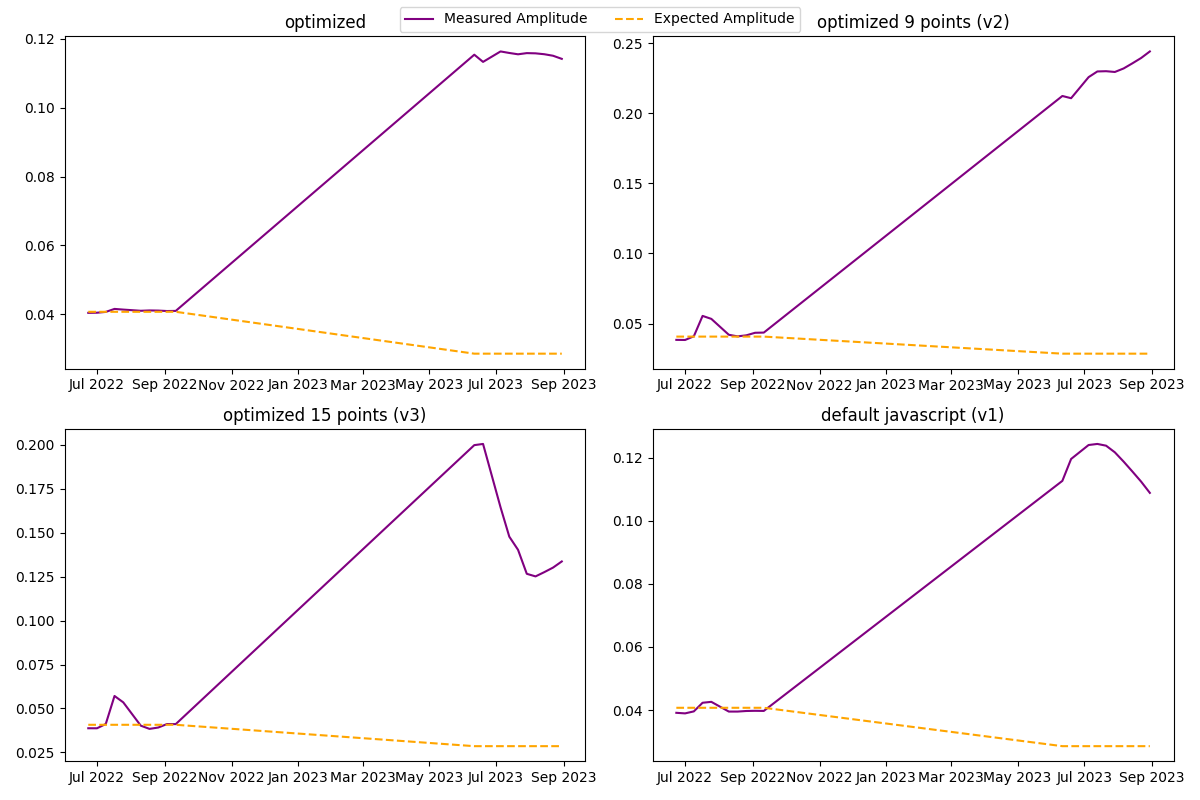 Measured Amplitude Expected Amplitude
optimized
0.12
0.10
0.08
0.06
0.04
Jul 2022 Sep 2022 Nov 2022 Jan 2023 Mar 2023 May 2023 Jul 2023 Sep 2023
optimized 9 points (v2)
0.25
0.20
0.15
0.10
0.05
Jul 2022 Sep 2022 Nov 2022 Jan 2023 Mar 2023 May 2023 Jul 2023 Sep 2023
optimized 15 points (v3)
0.200
0.175
0.150
0.125
0.100
0.075
0.050
0.025
Jul 2022 Sep 2022 Nov 2022 Jan 2023 Mar 2023 May 2023 Jul 2023 Sep 2023
default javascript (v1)
0.12
0.10
0.08
0.06
0.04
Jul 2022 Sep 2022 Nov 2022 Jan 2023 Mar 2023 May 2023 Jul 2023 Sep 2023